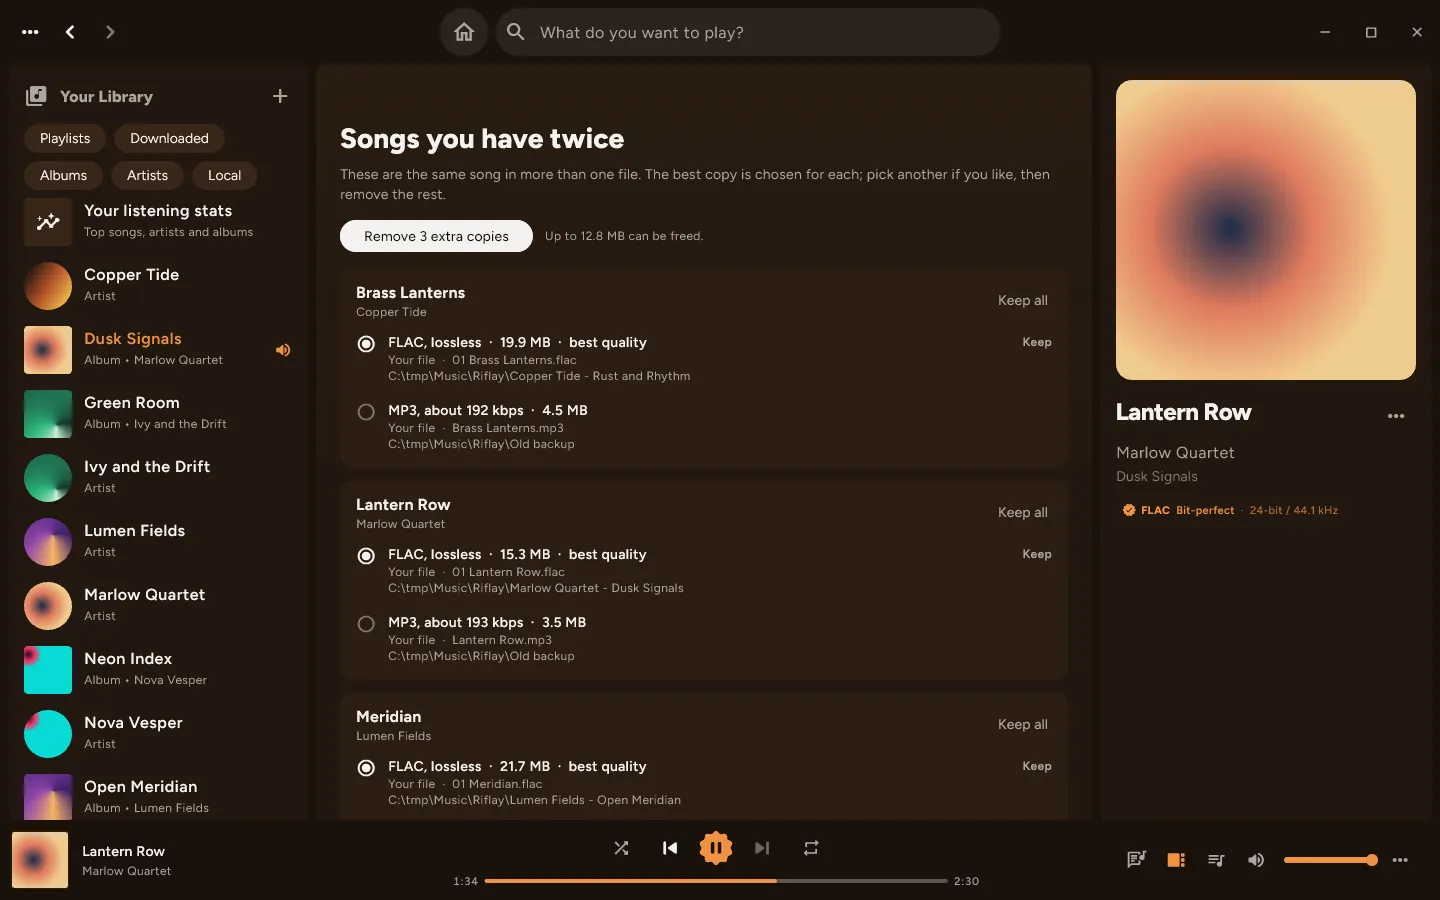 What do you want to play?
Your Library
Playlists
Downloaded
Albums
Artists
Local
Your listening stats
Top songs, artists and albums
Copper Tide
Artist
Dusk Signals
Album • Marlow Quartet
Green Room
Album • Ivy and the Drift
Ivy and the Drift
Artist
Lumen Fields
Artist
Marlow Quartet
Artist
Neon Index
Album • Nova Vesper
Nova Vesper
Artist
Open Meridian
Album • Lumen Fields
Songs you have twice
These are the same song in more than one file. The best copy is chosen for each; pick another if you like, then
remove the rest.
Remove 3 extra copies
Up to 12.8 MB can be freed.
Brass Lanterns
Copper Tide
Keep all
FLAC, lossless · 19.9 MB · best quality
Keep
Your file · 01 Brass Lanterns.flac
C:\tmp\Music\Riflay\Copper Tide - Rust and Rhythm
MP3, about 192 kbps · 4.5 MB
Your file · Brass Lanterns.mp3
C:\tmp\Music\Riflay\Old backup
Lantern Row
Marlow Quartet
Keep all
FLAC, lossless · 15.3 MB · best quality
Keep
Your file · 01 Lantern Row.flac
C:\tmp\Music\Riflay\Marlow Quartet - Dusk Signals
MP3, about 193 kbps · 3.5 MB
Your file · Lantern Row.mp3
C:\tmp\Music\Riflay\Old backup
Meridian
Lumen Fields
Keep all
FLAC, lossless · 21.7 MB · best quality
Keep
Your file · 01 Meridian.flac
C:\tmp\Music\Riflay\Lumen Fields - Open Meridian
Lantern Row
Marlow Quartet
Dusk Signals
FLAC Bit-perfect · 24-bit / 44.1 kHz
Lantern Row
Marlow Quartet
1:34
2:30